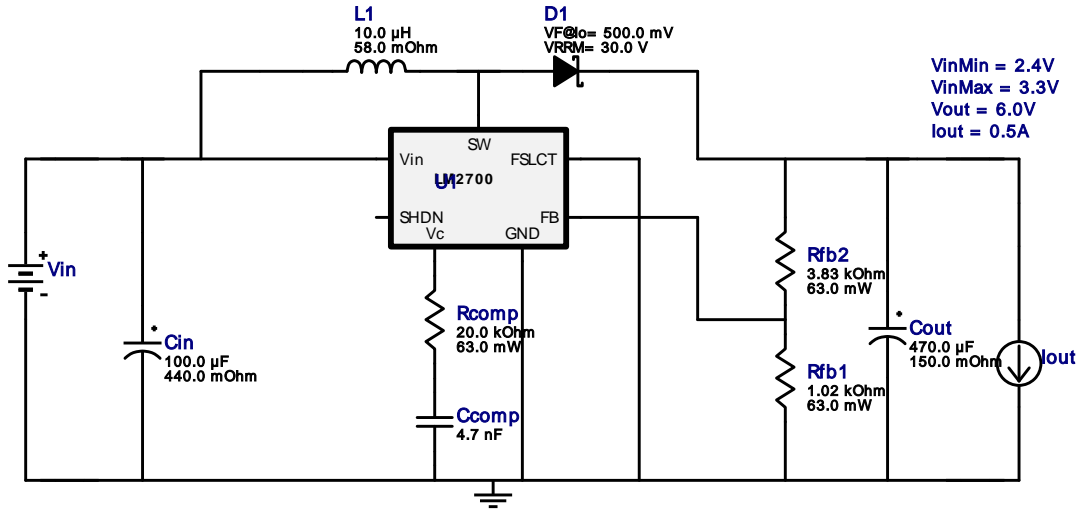 L1
10.0 µH
58.0 mOhm
D1
VF@Io= 500.0 mV
VRRM= 30.0 V
VinMin = 2.4V
VinMax = 3.3V
Vout = 6.0V
Iout = 0.5A
SW
Vin
FSLCT
U1
LM2700
SHDN
FB
Vc
GND
+
Vin
-
+
Cin
100.0 µF
440.0 mOhm
Rcomp
20.0 kOhm
63.0 mW
Ccomp
4.7 nF
Rfb2
3.83 kOhm
63.0 mW
Rfb1
1.02 kOhm
63.0 mW
+
Cout
470.0 µF
150.0 mOhm
Iout